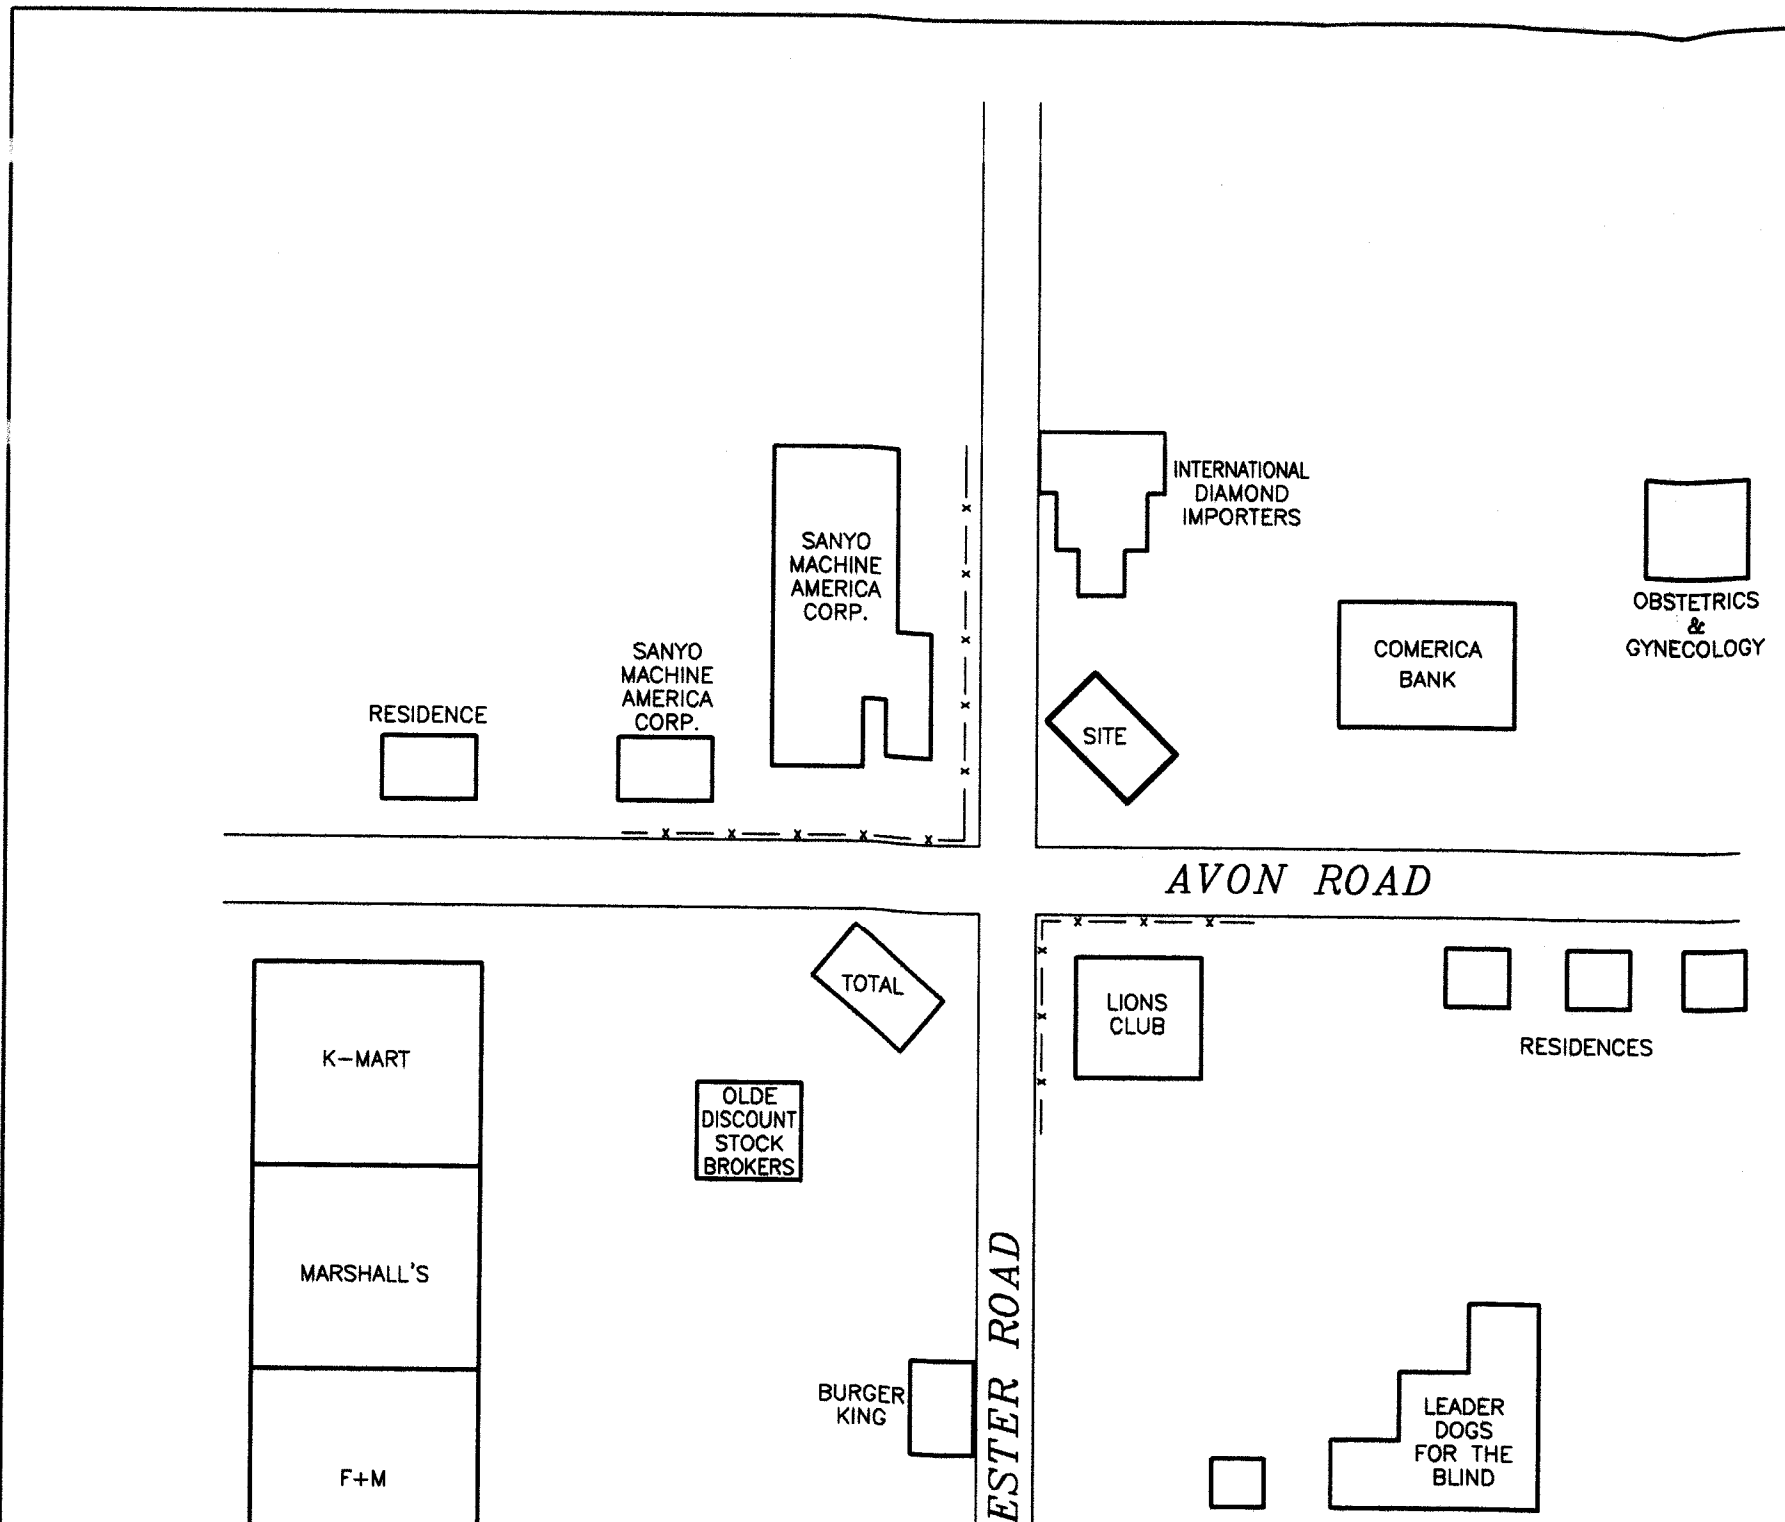 INTERNATIONAL
DIAMOND
IMPORTERS
SANYO
MACHINE
AMERICA
CORP.
OBSTETRICS
&
GYNECOLOGY
COMERICA
BANK
SANYO
MACHINE
AMERICA
CORP.
RESIDENCE
SITE
AVON ROAD
TOTAL
LIONS
CLUB
RESIDENCES
K-MART
OLDE
DISCOUNT
STOCK
BROKERS
MARSHALL'S
ESTER ROAD
BURGER
KING
LEADER
DOGS
FOR THE
BLIND
F+M